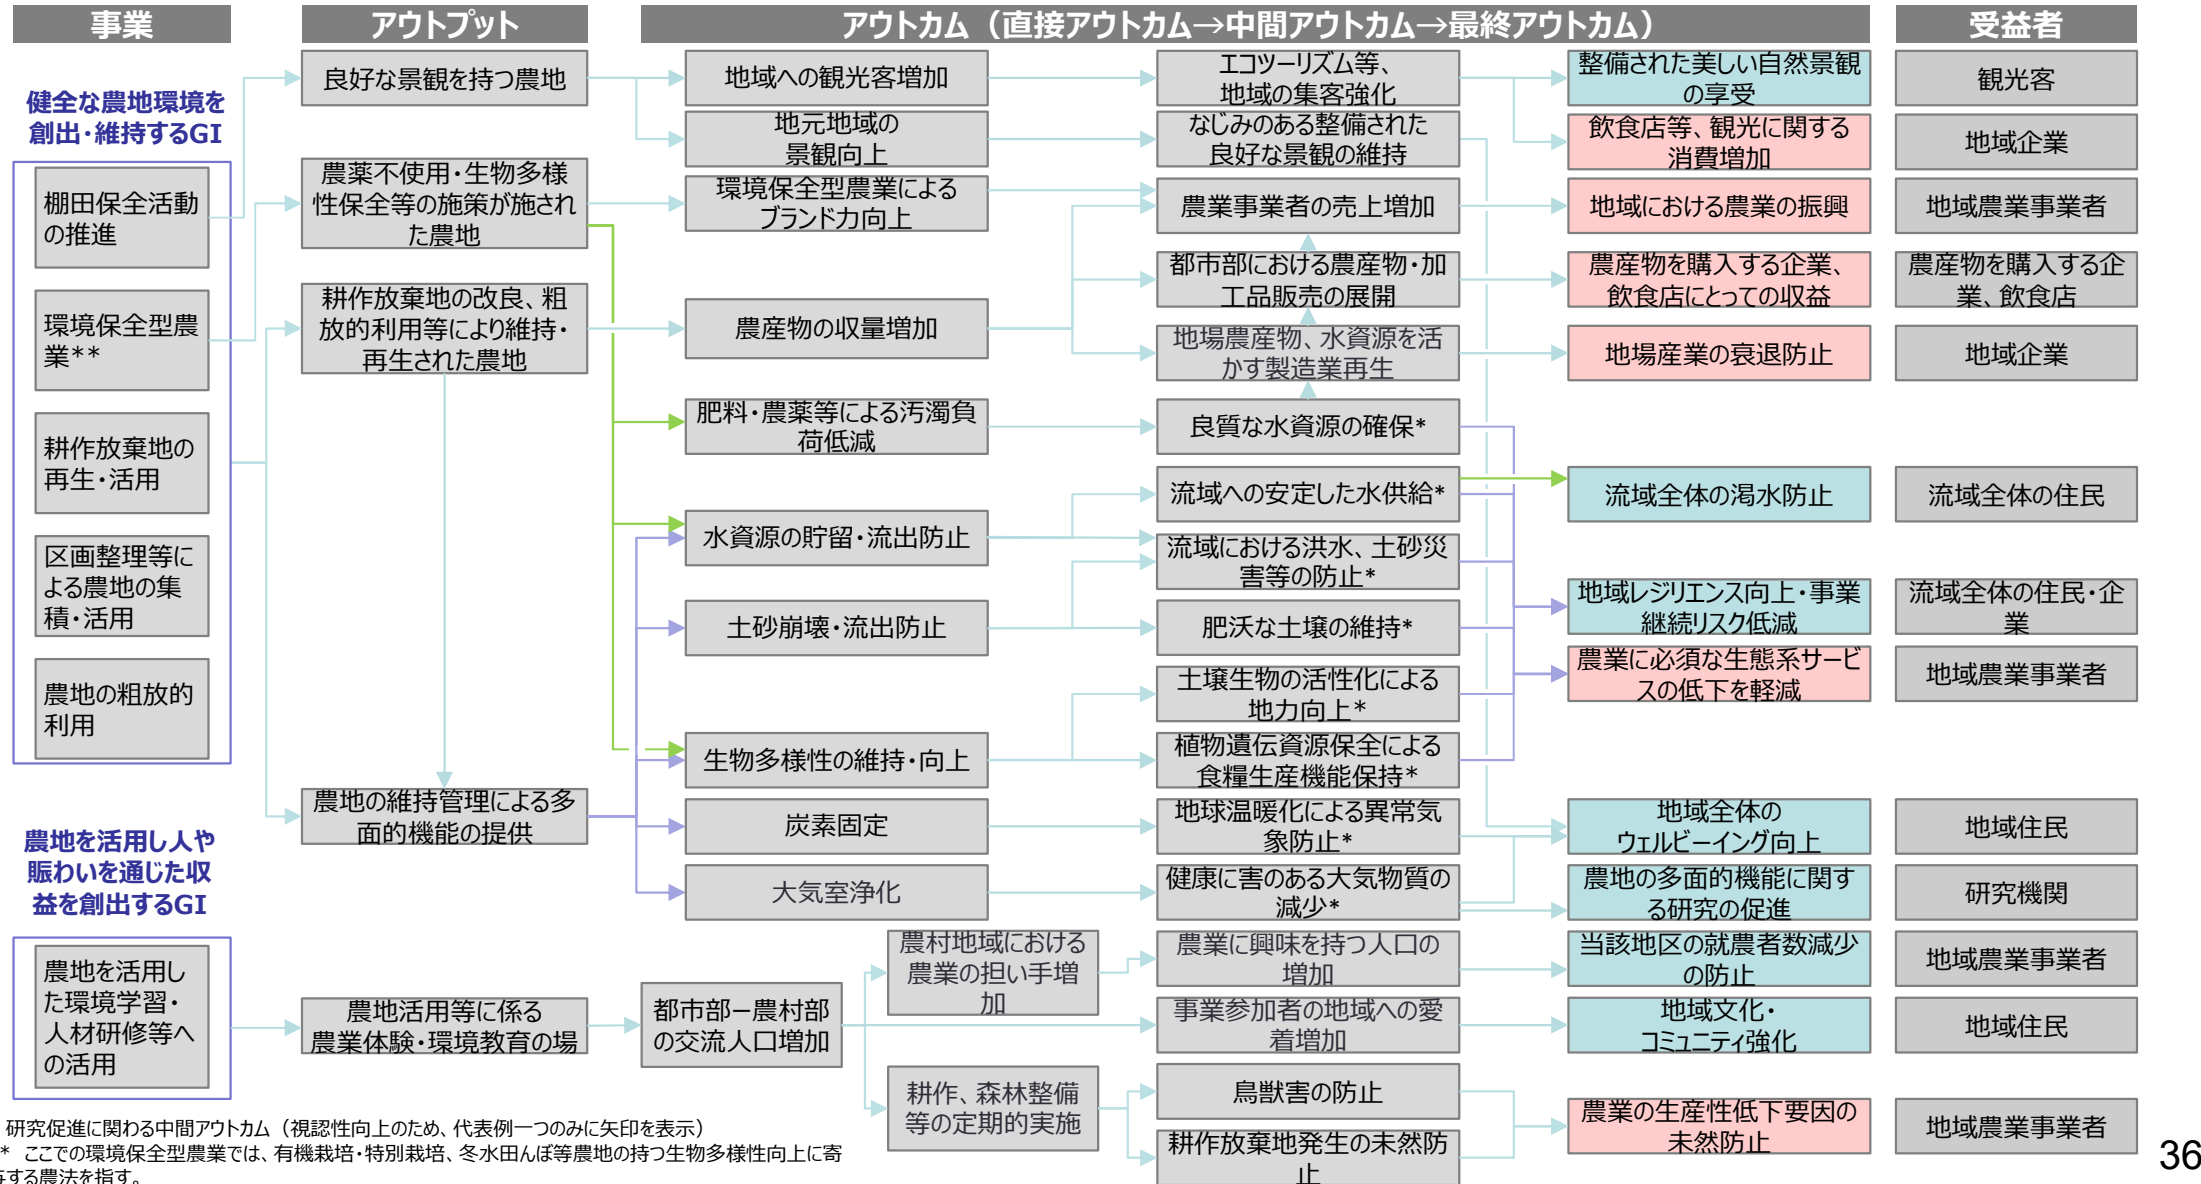 事業
アウトプット
アウトカム（直接アウトカム→中間アウトカム→最終アウトカム）
受益者
健全な農地環境を
創出・維持するGI
棚田保全活動
の推進
環境保全型農
業**
耕作放棄地の
再生・活用
区画整理等に
よる農地の集
積・活用
農地の粗放的
利用
農地を活用し人や
賑わいを通じた収
益を創出するGI
農地を活用し
た環境学習・
人材研修等へ
の活用
良好な景観を持つ農地
農薬不使用・生物多様
性保全等の施策が施され
た農地
耕作放棄地の改良、粗
放的利用等により維持・
再生された農地
農地の維持管理による多
面的機能の提供
農地活用等に係る
農業体験・環境教育の場
地域への観光客増加
地元地域の
景観向上
環境保全型農業による
ブランド力向上
農産物の収量増加
肥料・農薬等による汚濁負
荷低減
水資源の貯留・流出防止
土砂崩壊・流出防止
生物多様性の維持・向上
炭素固定
大気室浄化
都市部ー農村部
の交流人口増加
農村地域における
農業の担い手増
加
耕作、森林整備
等の定期的実施
エコツーリズム等、
地域の集客強化
なじみのある整備された
良好な景観の維持
農業事業者の売上増加
都市部における農産物・加
工品販売の展開
地場農産物、水資源を活
かす製造業再生
良質な水資源の確保*
流域への安定した水供給*
流域における洪水、土砂災
害等の防止*
肥沃な土壌の維持*
土壌生物の活性化による
地力向上*
植物遺伝資源保全による
食糧生産機能保持*
地球温暖化による異常気
象防止*
健康に害のある大気物質の
減少*
農業に興味を持つ人口の
増加
事業参加者の地域への愛
着増加
鳥獣害の防止
耕作放棄地発生の未然防
止
整備された美しい自然景観
の享受
飲食店等、観光に関する
消費増加
地域における農業の振興
農産物を購入する企業、
飲食店にとっての収益
地場産業の衰退防止
流域全体の渇水防止
地域レジリエンス向上・事業
継続リスク低減
農業に必須な生態系サービ
スの低下を軽減
地域全体の
ウェルビーイング向上
農地の多面的機能に関す
る研究の促進
当該地区の就農者数減少
の防止
地域文化・
コミュニティ強化
農業の生産性低下要因の
未然防止
観光客
地域企業
地域農業事業者
農産物を購入する企
業、飲食店
地域企業
流域全体の住民
流域全体の住民・企
業
地域農業事業者
地域住民
研究機関
地域農業事業者
地域住民
地域農業事業者
研究促進に関わる中間アウトカム（視認性向上のため、代表例一つのみに矢印を表示）
* ここでの環境保全型農業では、有機栽培・特別栽培、冬水田んぼ等農地の持つ生物多様性向上に寄
与する農法を指す。
36